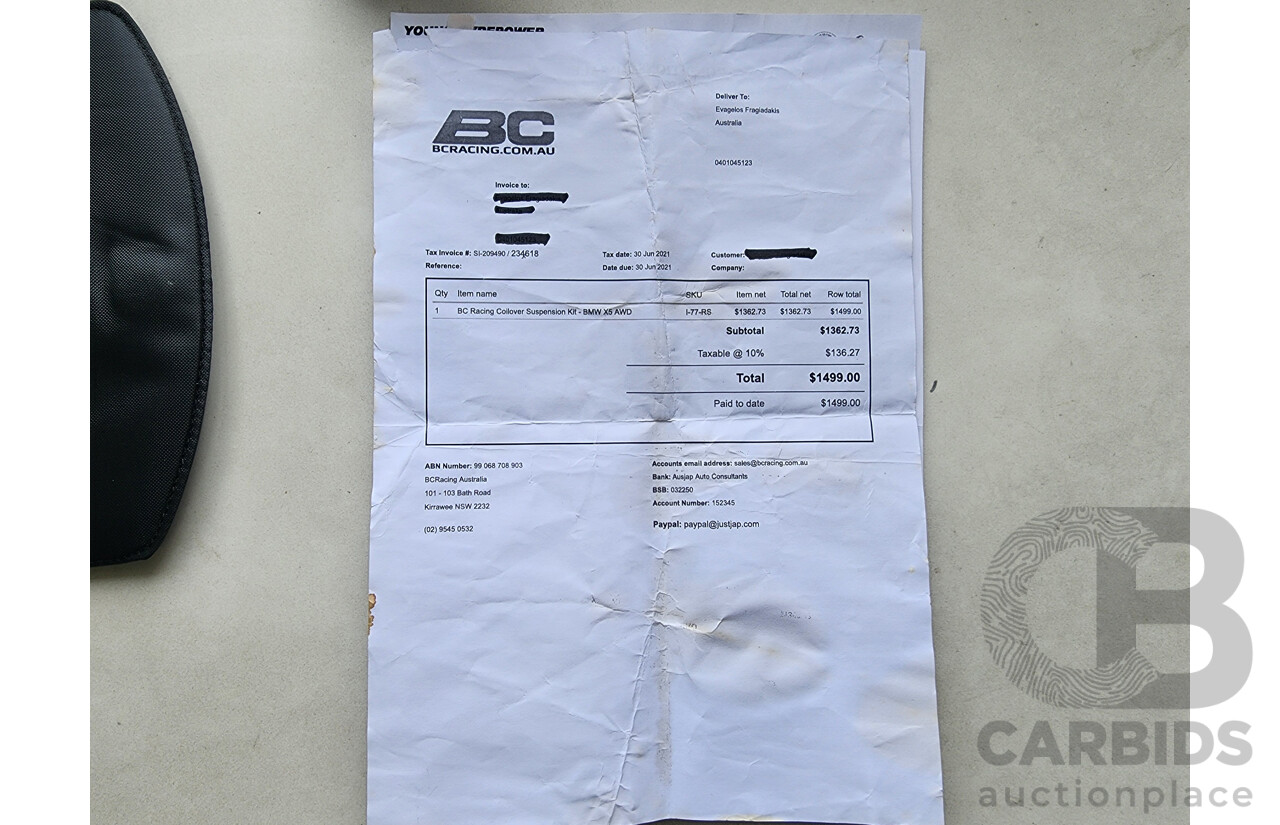 BC
BCRACING.COM.AU
Deliver To:
Evagelos Fragiadakis
Australia
0401045123
Invoice to:
Tax Invoice #: SI-209490 / 234618
Tax date: 30 Jun 2021
Customer:
Reference:
Date due: 30 Jun 2021
Company:
Qty Item name SKU Item net Total net Row total
1 BC Racing Coilover Suspension Kit - BMW X5 AWD I-77-RS $1362.73 $1362.73 $1499.00
Subtotal $1362.73
Taxable @ 10% $136.27
Total $1499.00
Paid to date $1499.00
ABN Number: 99 068 708 903
BCRacing Australia
101 - 103 Bath Road
Kirrawee NSW 2232
(02) 9545 0532
Accounts email address: sales@bcracing.com.au
Bank: Ausjap Auto Consultants
BSB: 032250
Account Number: 152345
Paypal: paypal@justjap.com
CB
CARBIDS
auctionplace